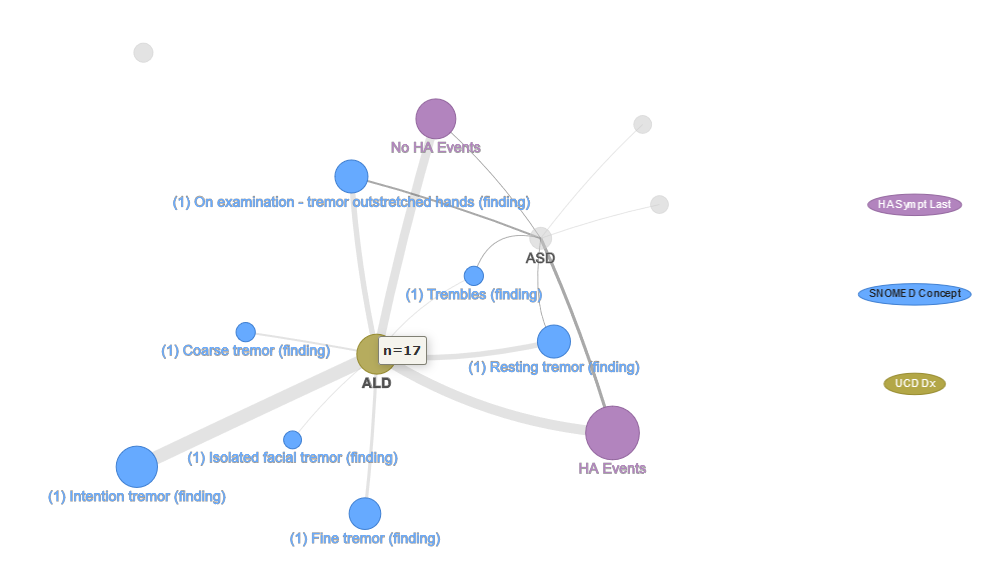 No HA Events
(1) On examination - tremor outstretched hands (finding)
HA Sympt Last
ASD
(1) Trembles (finding)
SNOMED Concept
(1) Coarse tremor (finding)
n=17
(1) Resting tremor (finding)
ALD
UCD Dx
(1) Isolated facial tremor (finding)
HA Events
(1) Intention tremor (finding)
(1) Fine tremor (finding)